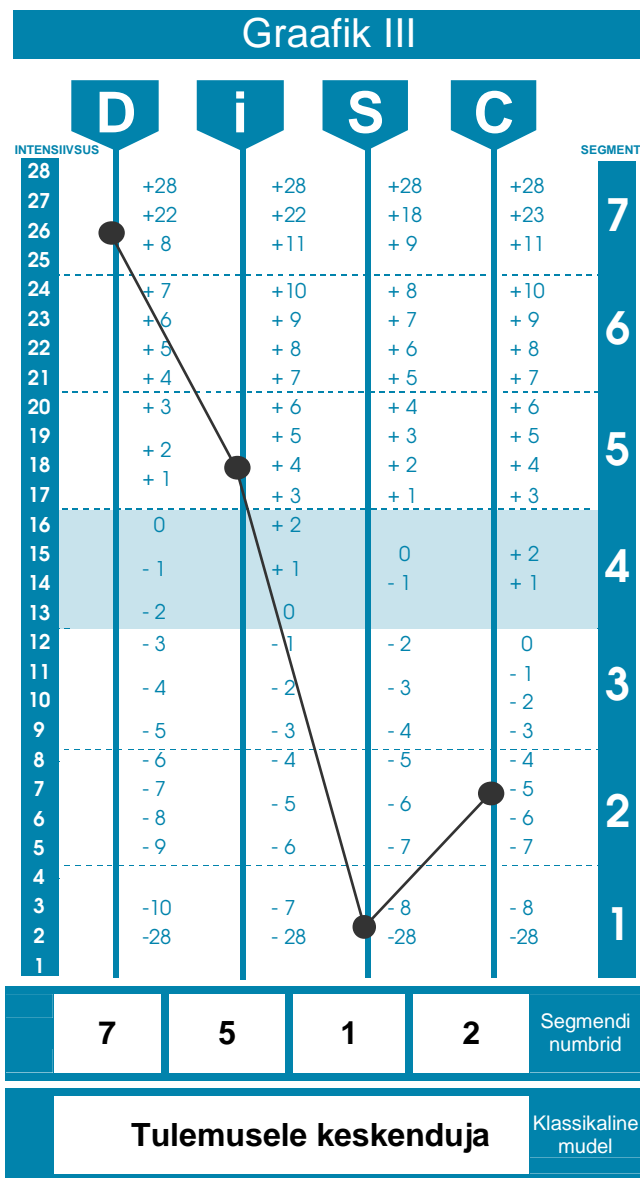 Graafik III
D i S C
INTENSIIVSUS SEGMENT
28
+28 +28 +28 +28
27
+22 +22 +18 +23 7
26
+ 8 +11 + 9 +11
25
24 + 7 +10 + 8 +10
23 + 6 + 9 + 7 + 9 6
22 + 5 + 8 + 6 + 8
21 + 4 + 7 + 5 + 7
20 + 3 + 6 + 4 + 6
19 + 5 + 3 + 5
+ 2 5
18 + 4 + 2 + 4
+ 1
17 + 3 + 1 + 3
16 0 + 2
15 0 + 2
- 1 + 1 4
14 - 1 + 1
13 - 2 0
12 - 3 - 1 - 2 0
11 - 1
- 4 - 2 - 3 3
10 - 2
9 - 5 - 3 - 4 - 3
8 - 6 - 4 - 5 - 4
7 - 7 - 5
- 5 - 6 2
6 - 8 - 6
5 - 9 - 6 - 7 - 7
4
3 -10 - 7 - 8 - 8 1
2 -28 - 28 -28 -28
1
7 5 1 2 Segmendi
numbrid
Tulemusele keskenduja Klassikaline
mudel